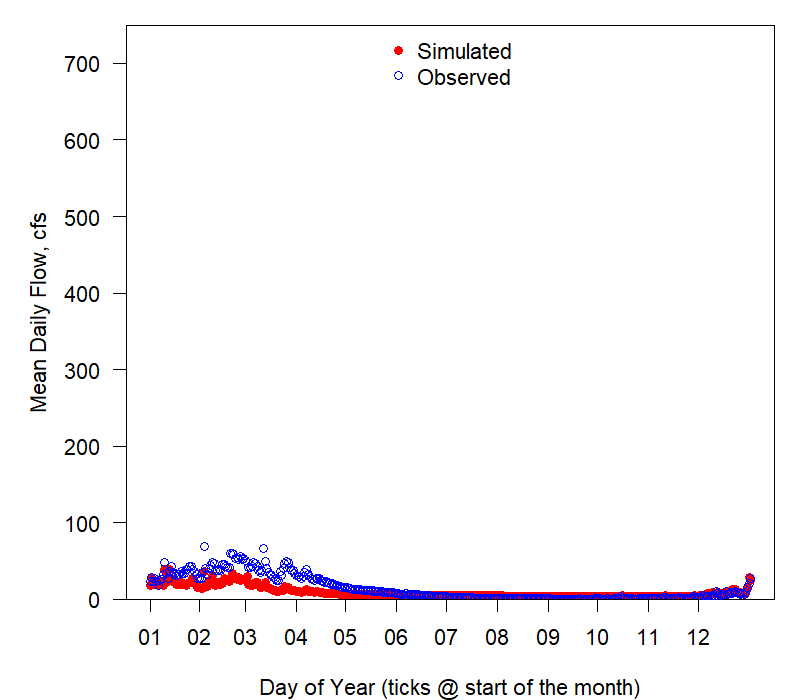 Simulated
Observed
700
600
500
400
300
200
100
0
Mean Daily Flow, cfs
01 02 03 04 05 06 07 08 09 10 11 12
Day of Year (ticks @ start of the month)